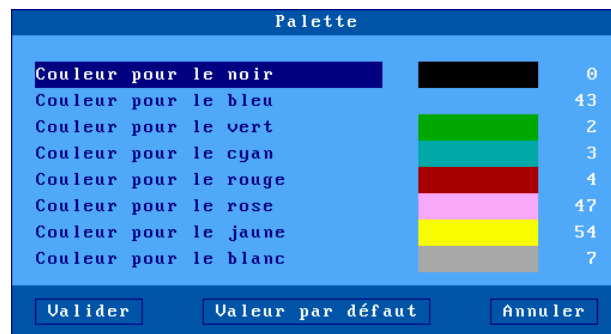 Palette
Couleur pour le noir 0
Couleur pour le bleu 43
Couleur pour le vert 2
Couleur pour le cyan 3
Couleur pour le rouge 4
Couleur pour le rose 47
Couleur pour le jaune 54
Couleur pour le blanc 7
Valider Valeur par défaut Annuler